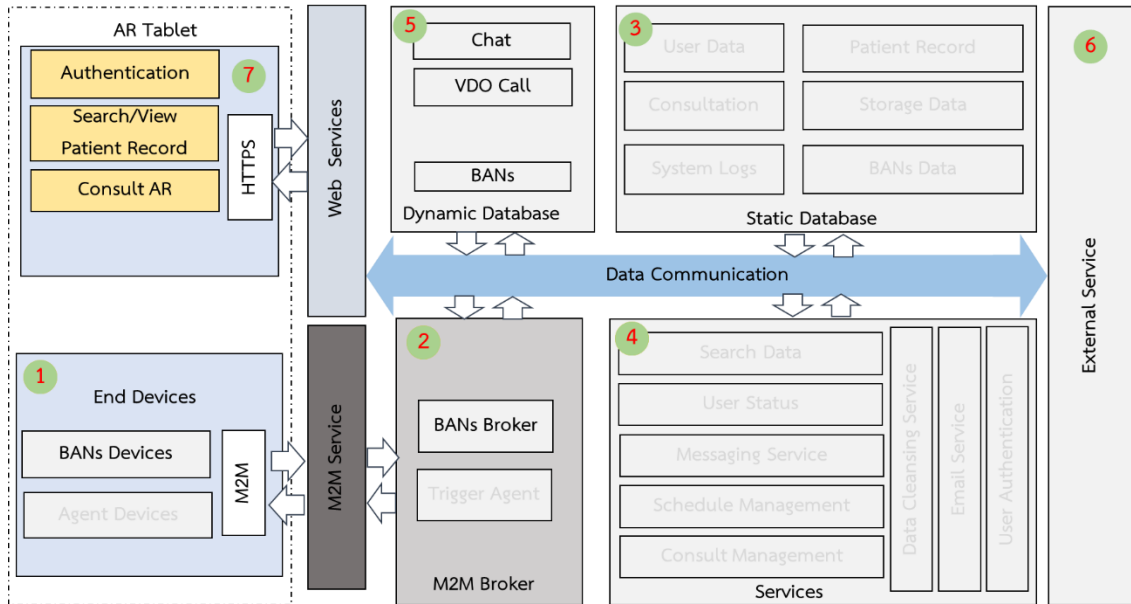 AR Tablet
7
Authentication
Search/View
Patient Record
Consult AR
HTTPS
Web Services
5
Chat
VDO Call
BANs
Dynamic Database
3
User Data
Patient Record
Consultation
Storage Data
System Logs
BANs Data
Static Database
6
External Service
Data Communication
1
End Devices
BANs Devices
Agent Devices
M2M
M2M Service
2
BANs Broker
Trigger Agent
M2M Broker
4
Search Data
User Status
Messaging Service
Schedule Management
Consult Management
Data Cleansing Service
Email Service
User Authentication
Services